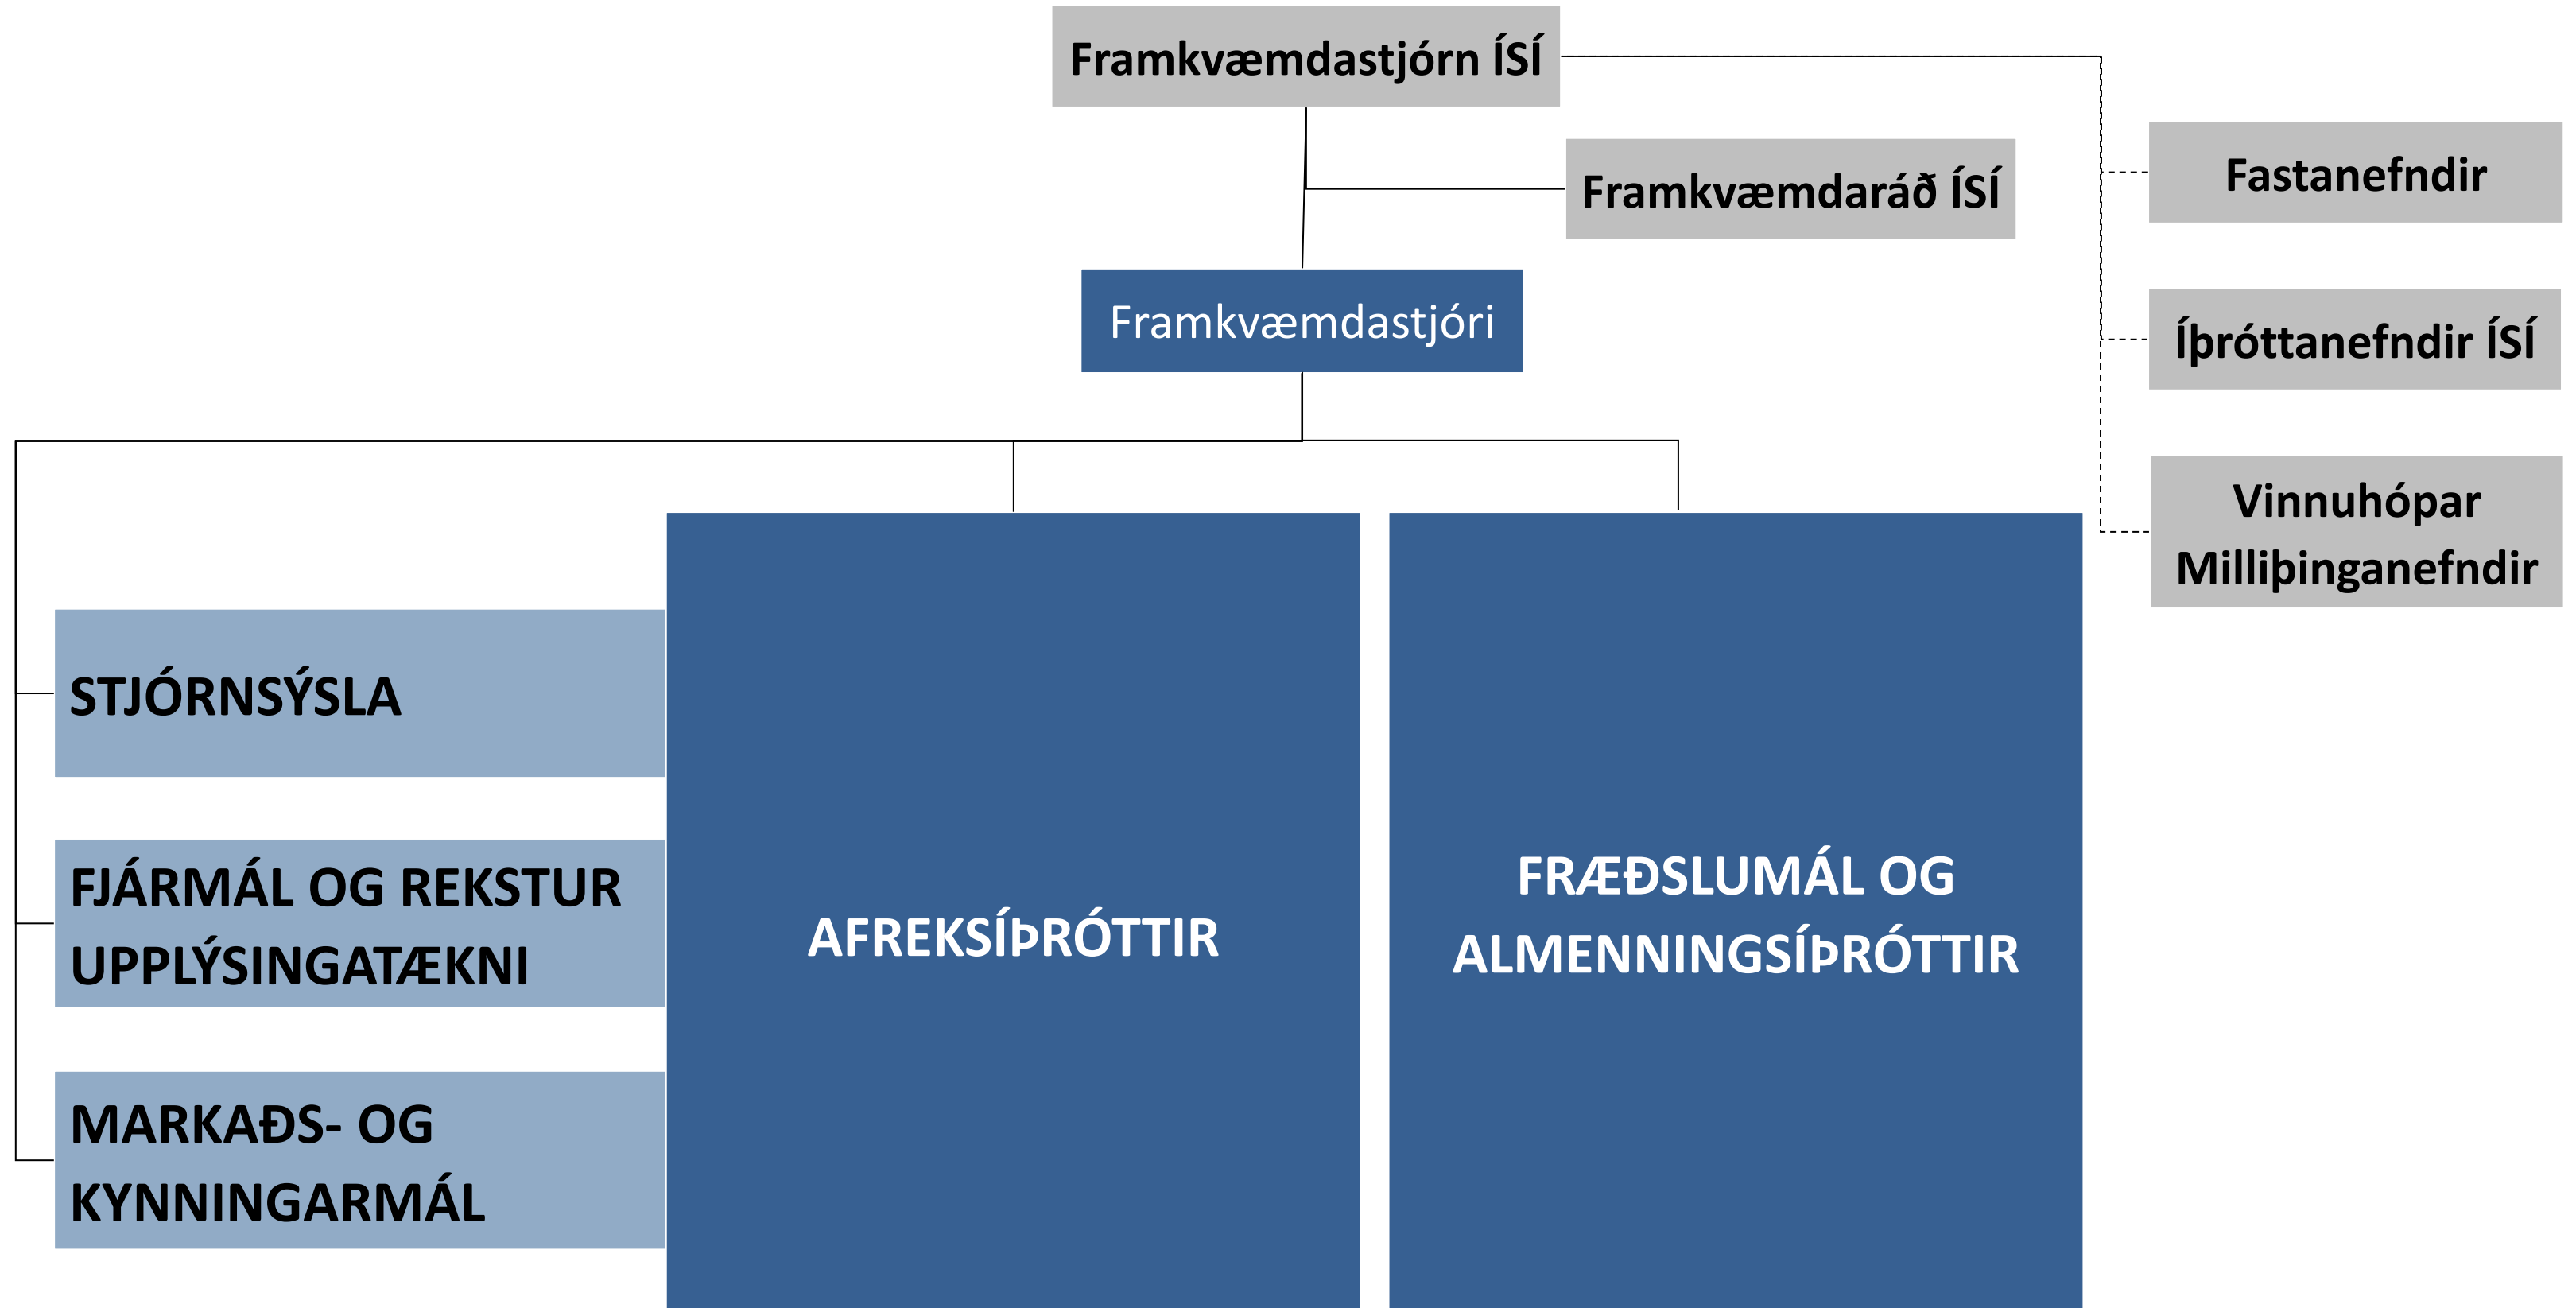 Framkvæmdastjórn ÍSÍ
Framkvæmdaráð ÍSÍ
Fastanefndir
Framkvæmdastjóri
Íþróttanefndir ÍSÍ
Vinnuhópar
Milliþinganefndir
STJÓRNSÝSLA
FJÁRMÁL OG REKSTUR
UPPLÝSINGATÆKNI
MARKAÐS- OG
KYNNINGARMÁL
AFREKSÍÞRÓTTIR
FRÆÐSLUMÁL OG
ALMENNINGSÍÞRÓTTIR